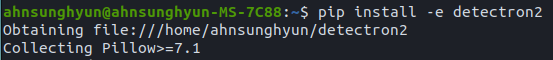 ahnsunghyun@ahnsunghyun-MS-7C88:~$ pip install -e detectron2
Obtaining file:///home/ahnsunghyun/detectron2
Collecting Pillow>=7.1